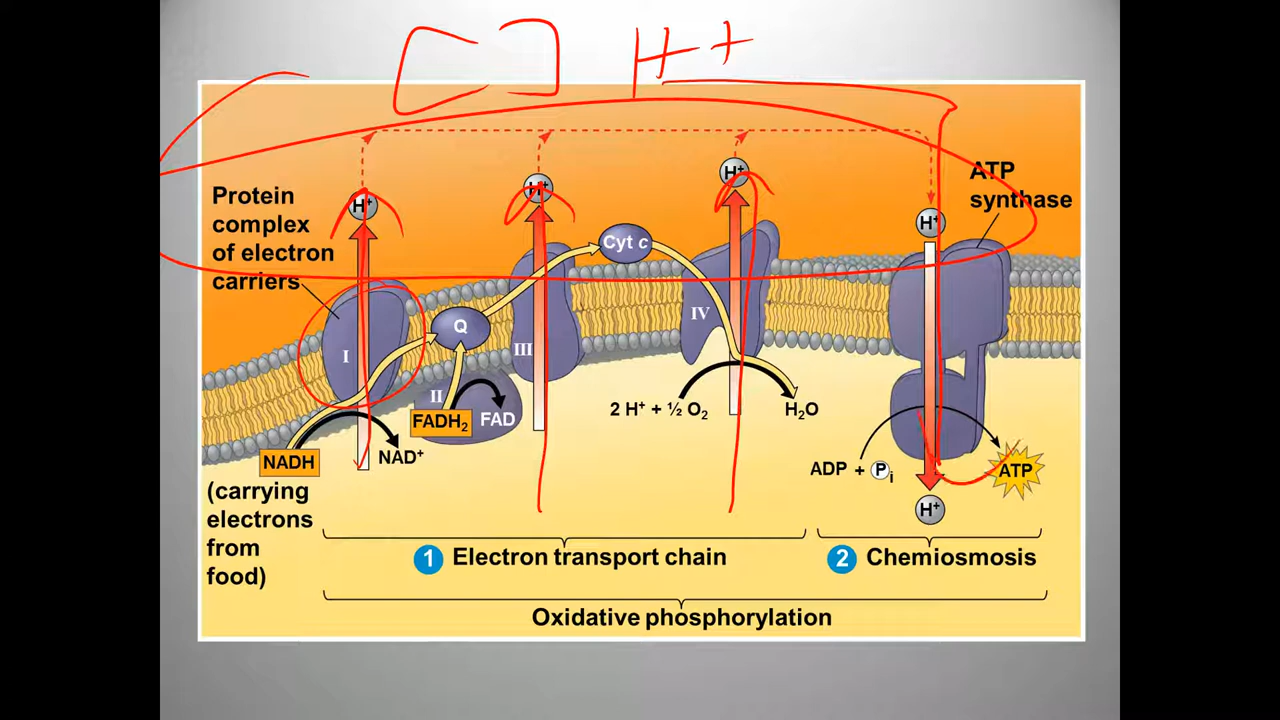 [ ] H+
ATP
synthase
Protein
complex
of electron
carriers
H+
H+
H+
H+
Cyt c
Q
I
II
III
IV
FADH2
FAD
2 H+ + ½ O2
H2O
NADH
NAD+
ADP + Pi
ATP
H+
(carrying
electrons
from
food)
1 Electron transport chain
2 Chemiosmosis
Oxidative phosphorylation